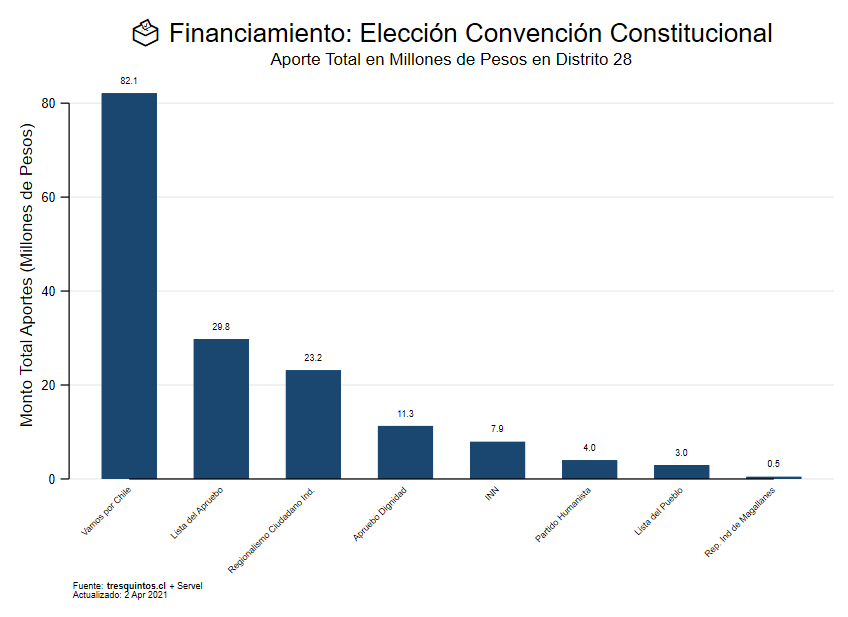 Financiamiento: Elección Convención Constitucional
Aporte Total en Millones de Pesos en Distrito 28
Monto Total Aportes (Millones de Pesos)
80
60
40
20
0
82.1
29.8
23.2
11.3
7.9
4.0
3.0
0.5
Vamos por Chile
Lista del Apruebo
Regionalismo Ciudadano Ind.
Apruebo Dignidad
INN
Partido Humanista
Lista del Pueblo
Rep. Ind de Magallanes
Fuente: tresquintos.cl + Servel
Actualizado: 2 Apr 2021